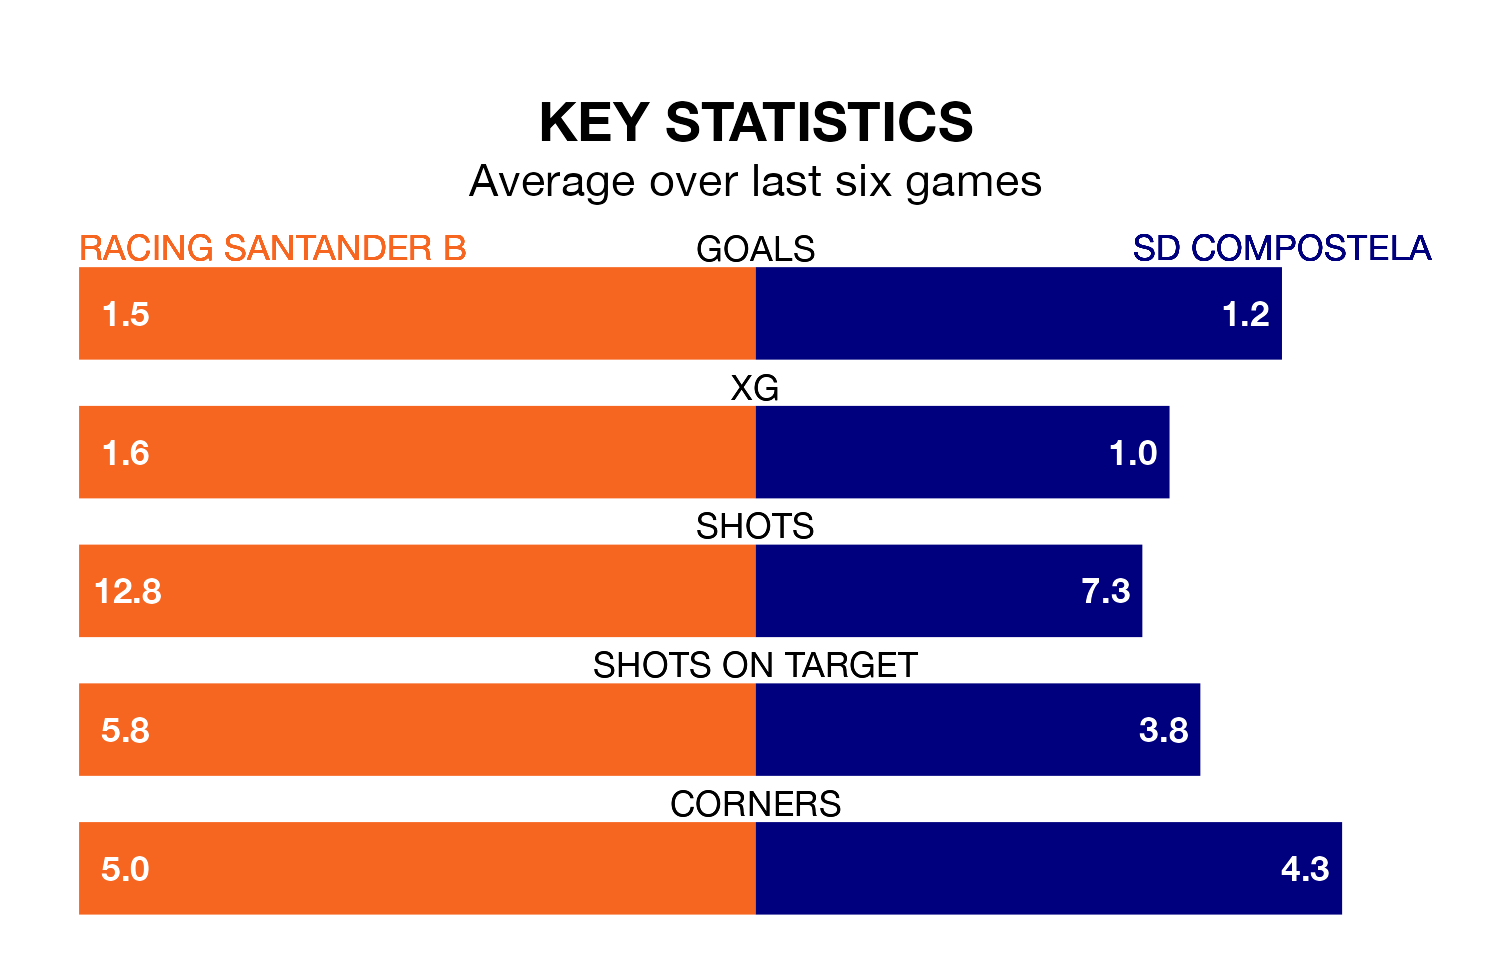 KEY STATISTICS
Average over last six games
RACING SANTANDER B GOALS SD COMPOSTELA
1.5 1.2
XG
1.6 1.0
SHOTS
12.8 7.3
SHOTS ON TARGET
5.8 3.8
CORNERS
5.0 4.3